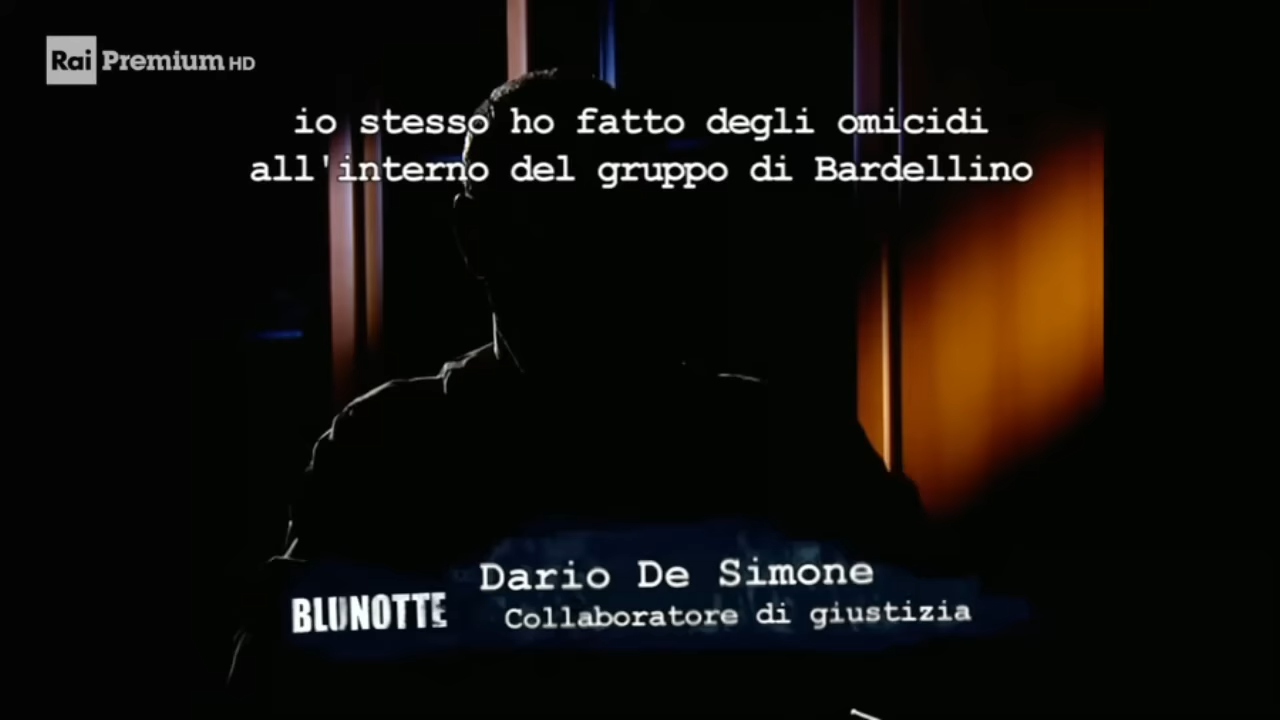 Rai Premium HD
io stesso ho fatto degli omicidi
all'interno del gruppo di Bardellino
Dario De Simone
BLUNOTTE
Collaboratore di giustizia